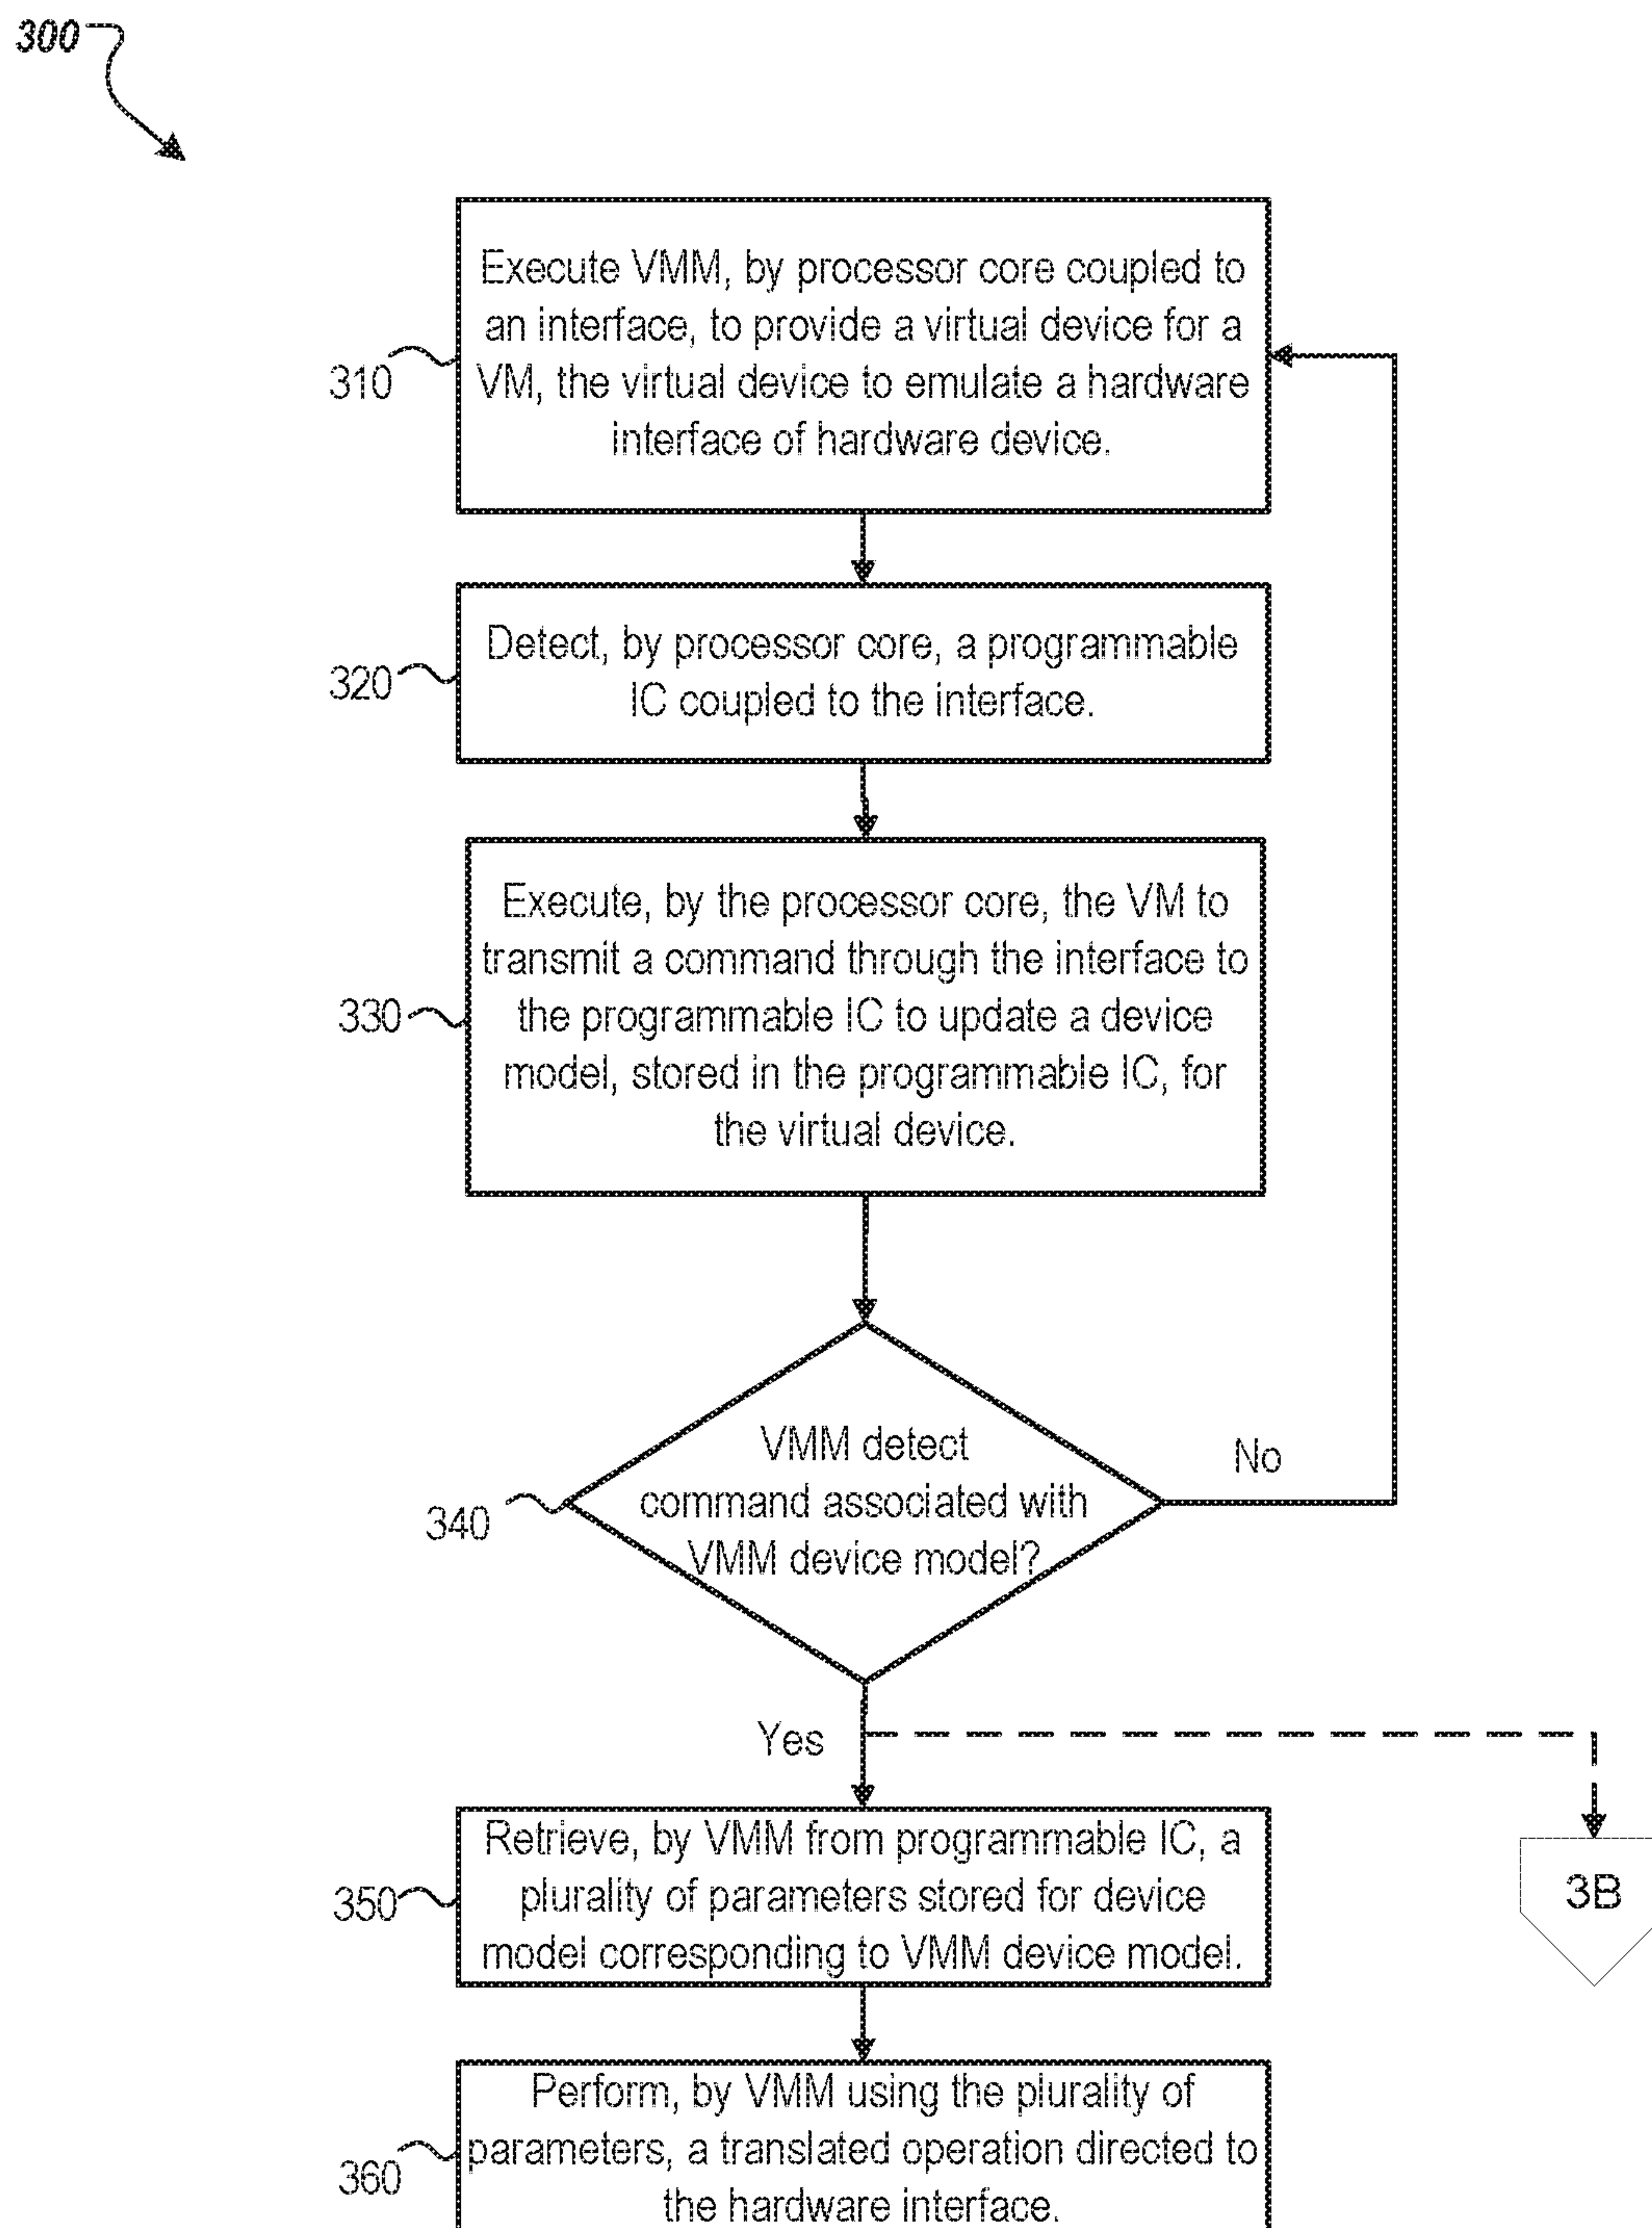 300
Execute VMM, by processor core coupled to
an interface, to provide a virtual device for a
VM, the virtual device to emulate a hardware
interface of hardware device.
310
Detect, by processor core, a programmable
IC coupled to the interface.
320
Execute, by the processor core, the VM to
transmit a command through the interface to
the programmable IC to update a device
model, stored in the programmable IC, for
the virtual device.
330
VMM detect
command associated with
VMM device model?
340
No
Yes
Retrieve, by VMM from programmable IC, a
plurality of parameters stored for device
model corresponding to VMM device model.
350
3B
Perform, by VMM using the plurality of
parameters, a translated operation directed to
the hardware interface.
360